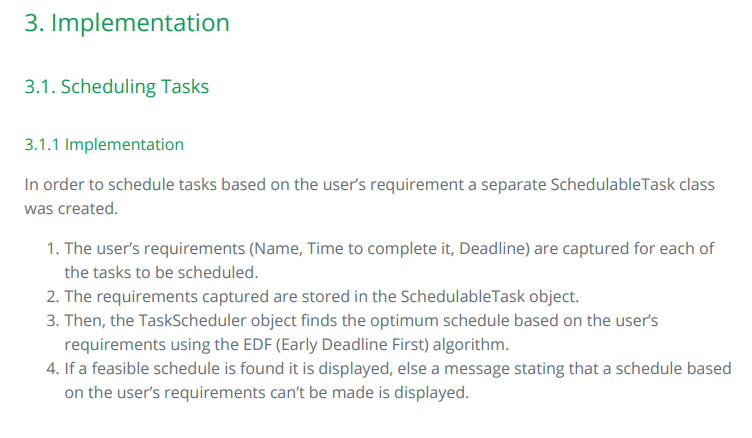 3. Implementation
3.1. Scheduling Tasks
3.1.1 Implementation
In order to schedule tasks based on the user’s requirement a separate SchedulableTask class
was created.
1. The user’s requirements (Name, Time to complete it, Deadline) are captured for each of
the tasks to be scheduled.
2. The requirements captured are stored in the SchedulableTask object.
3. Then, the TaskScheduler object finds the optimum schedule based on the user’s
requirements using the EDF (Early Deadline First) algorithm.
4. If a feasible schedule is found it is displayed, else a message stating that a schedule based
on the user’s requirements can’t be made is displayed.